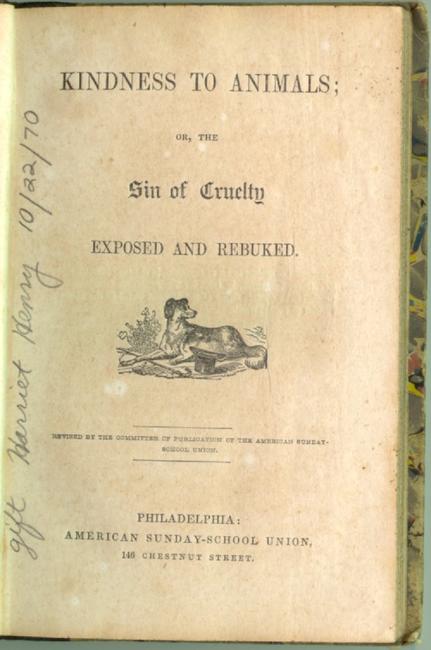 KINDNESS TO ANIMALS;
OR, THE
Sin of Cruelty
EXPOSED AND REBUKED.
REVISED BY THE COMMITTEE OF PUBLICATION OF THE AMERICAN SUNDAY-
SCHOOL UNION.
PHILADELPHIA:
AMERICAN SUNDAY-SCHOOL UNION,
146 CHESTNUT STREET.
gift Harriet Henry 10/22/70